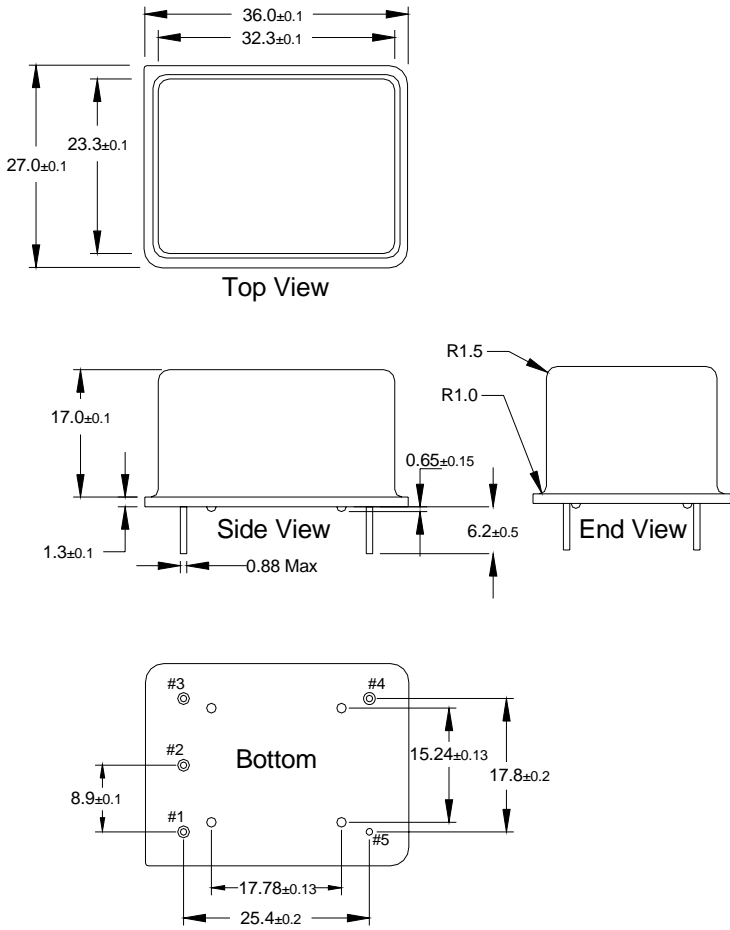 36.0±0.1
32.3±0.1
23.3±0.1
27.0±0.1
Top View
R1.5
R1.0
17.0±0.1
0.65±0.15
Side View
6.2±0.5
End View
1.3±0.1
0.88 Max
#3
#4
#2
Bottom
15.24±0.13
17.8±0.2
8.9±0.1
#1
#5
17.78±0.13
25.4±0.2